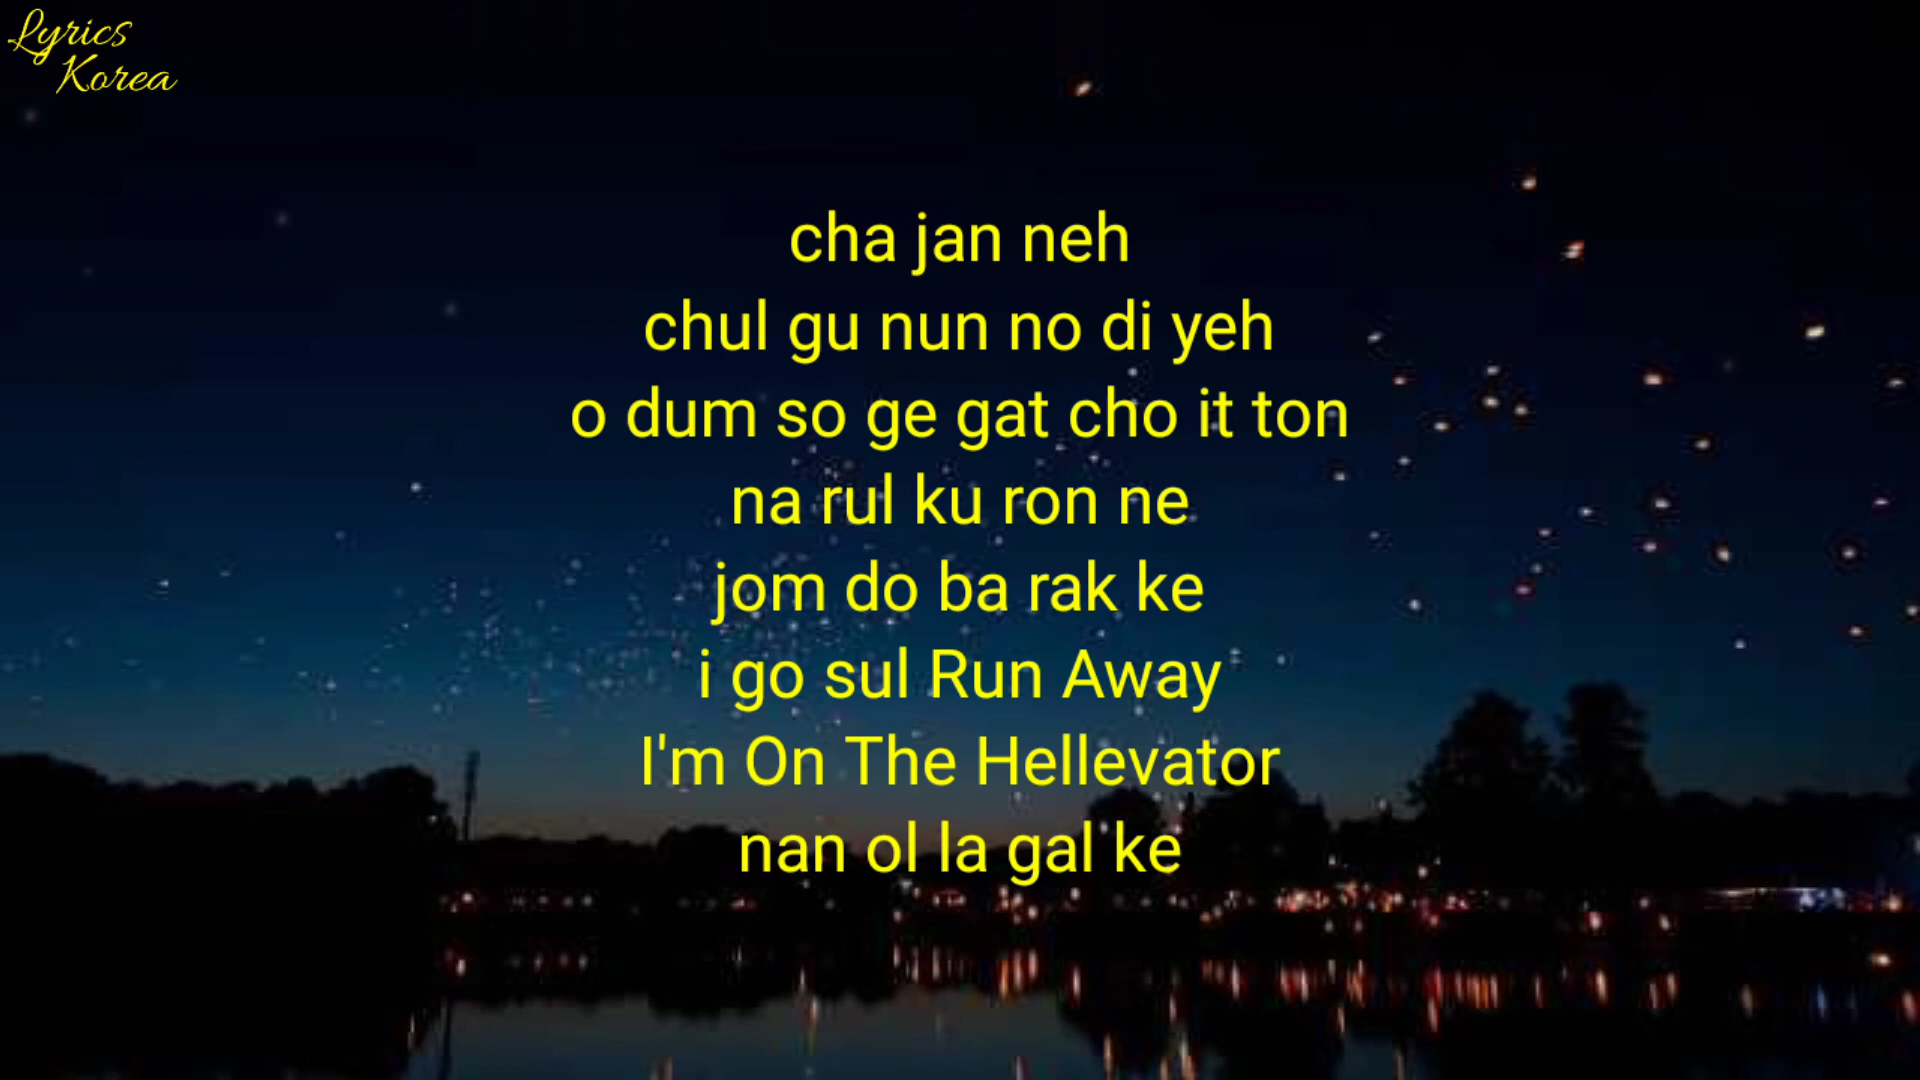 Lyrics
Korea
cha jan neh
chul gu nun no di yeh
o dum so ge gat cho it ton
na rul ku ron ne
jom do ba rak ke
i go sul Run Away
I'm On The Hellevator
nan ol la gal ke